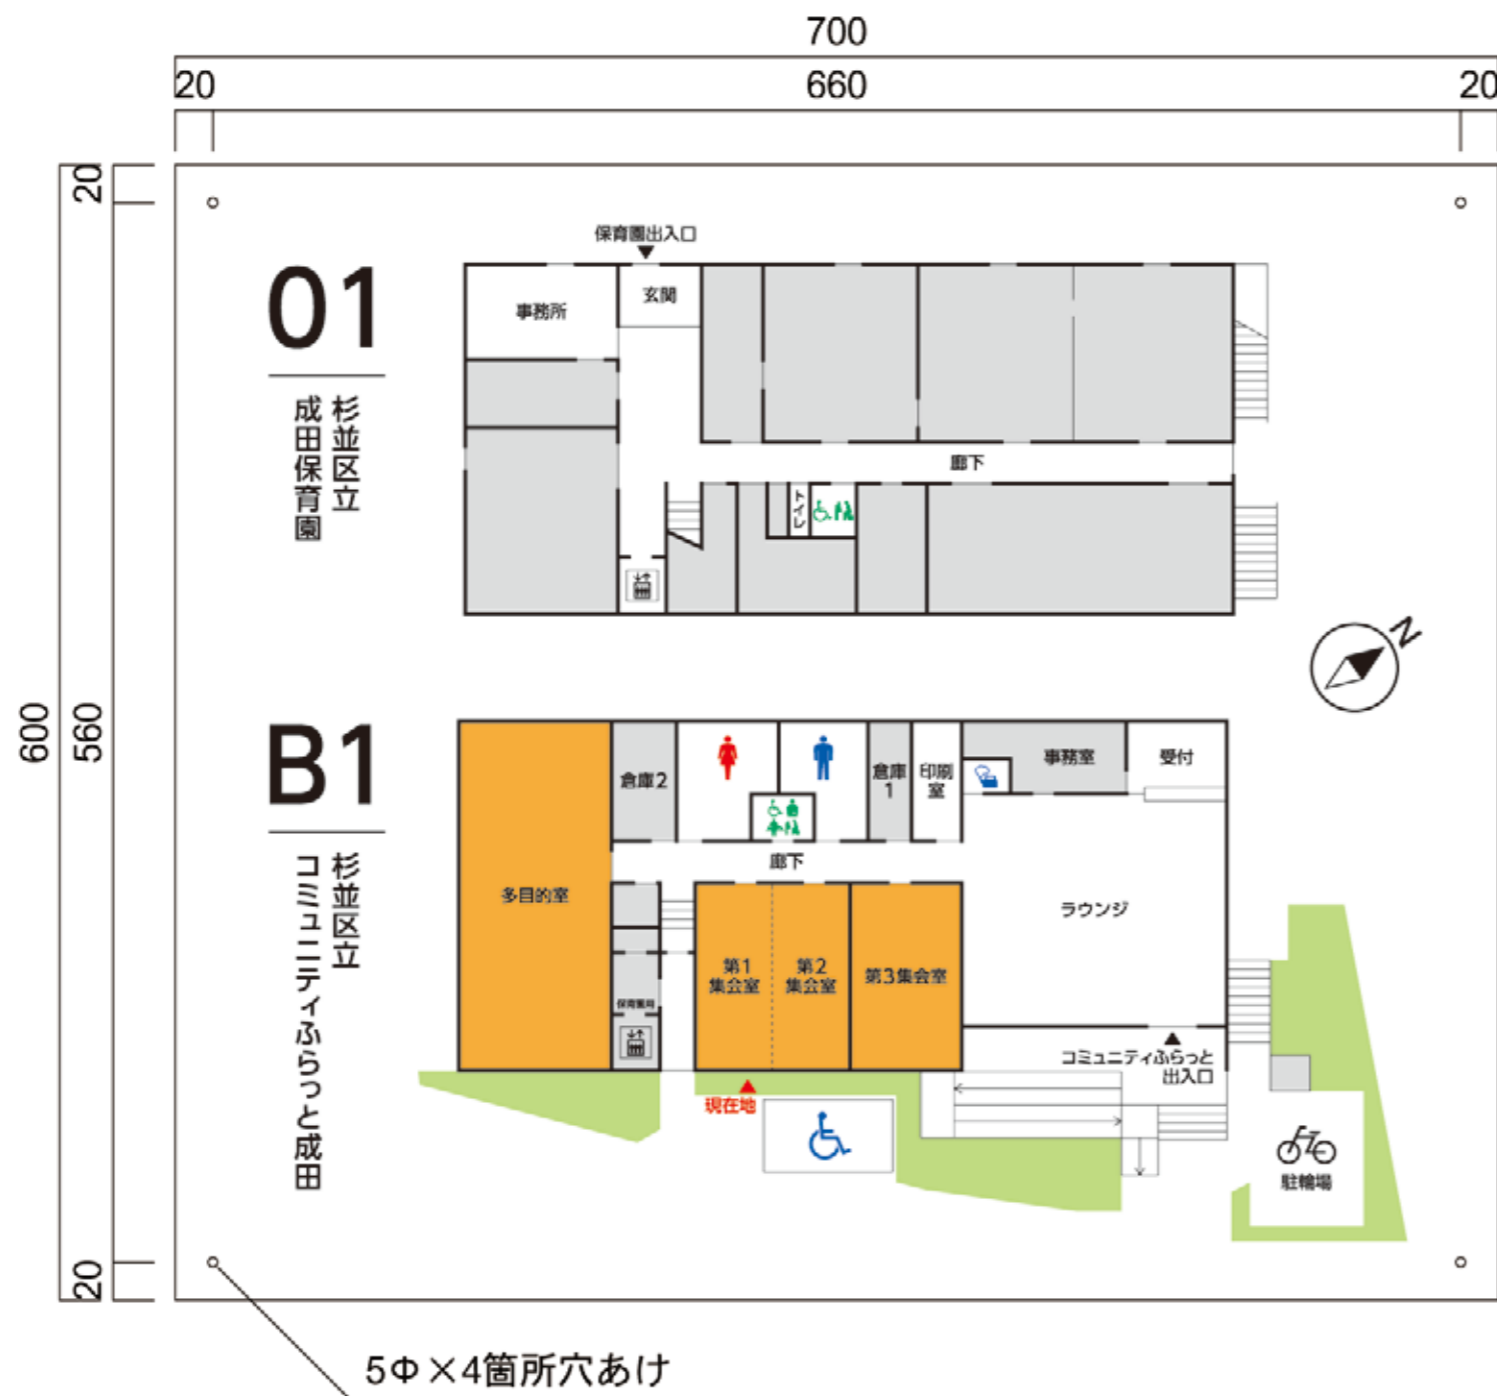 700
20
660
20
20
600
560
20
01
杉並区立
成田保育園
保育園出入口
事務所
玄関
廊下
トイレ
N
B1
杉並区立
コミュニティふらっと成田
倉庫2
倉庫
1
印刷
室
事務室
受付
廊下
多目的室
ラウンジ
第1
集会室
第2
集会室
第3集会室
保育園用
現在地
コミュニティふらっと
出入口
駐輪場
5Φ×4箇所穴あけ